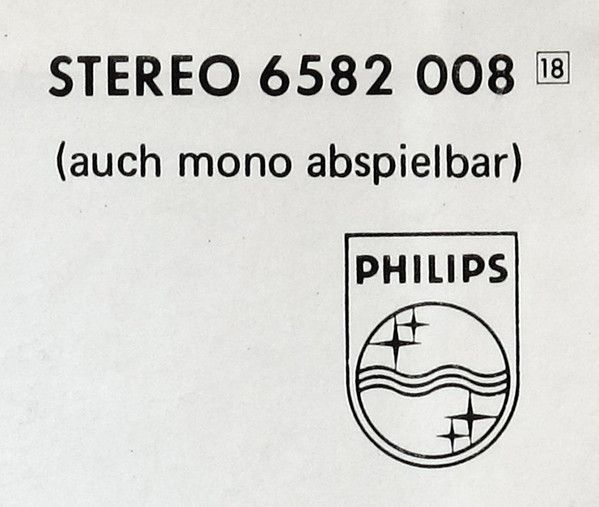 STEREO 6582 008 18
(auch mono abspielbar)
PHILIPS